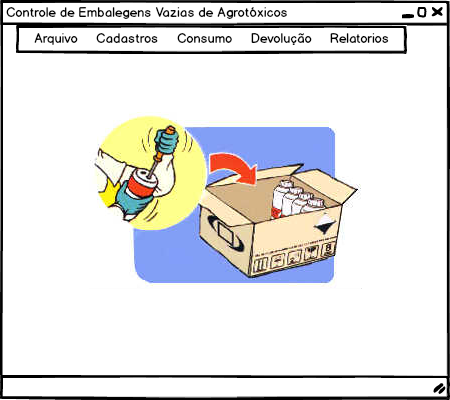 Controle de Embalegens Vazias de Agrotóxicos
Arquivo Cadastros Consumo Devolução Relatorios